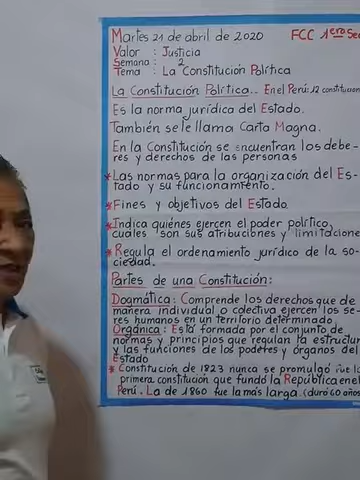 Martes 21 de abril de 2020 FCC 1ero Sec
Valor : Justicia
Semana : 2
Tema : La Constitución Política
La Constitución Política.. En el Perú: 12 constitucion
Es la norma jurídica del Estado.
También se le llama Carta Magna.
En la Constitución se encuentran los debe-
res y derechos de las personas
* Las normas para la organización del Es-
tado y su funcionamiento.
* Fines y objetivos del Estado
* Indica quiénes ejercen el poder político,
cuáles son sus atribuciones y limitacione
* Regula el ordenamiento jurídico de la so-
ciedad.
Partes de una Constitución:
Dogmática: Comprende los derechos que de
manera individual o colectiva ejercen los se-
res humanos en un territorio determinado.
Orgánica: Está formada por el conjunto de
normas y principios que regulan la estructur
y las funciones de los poderes y órganos del
Estado
* Constitución de 1823 nunca se promulgó fue la
primera constitución que fundó la República en el
Perú. La de 1860 fue la más larga. (duró 60 años